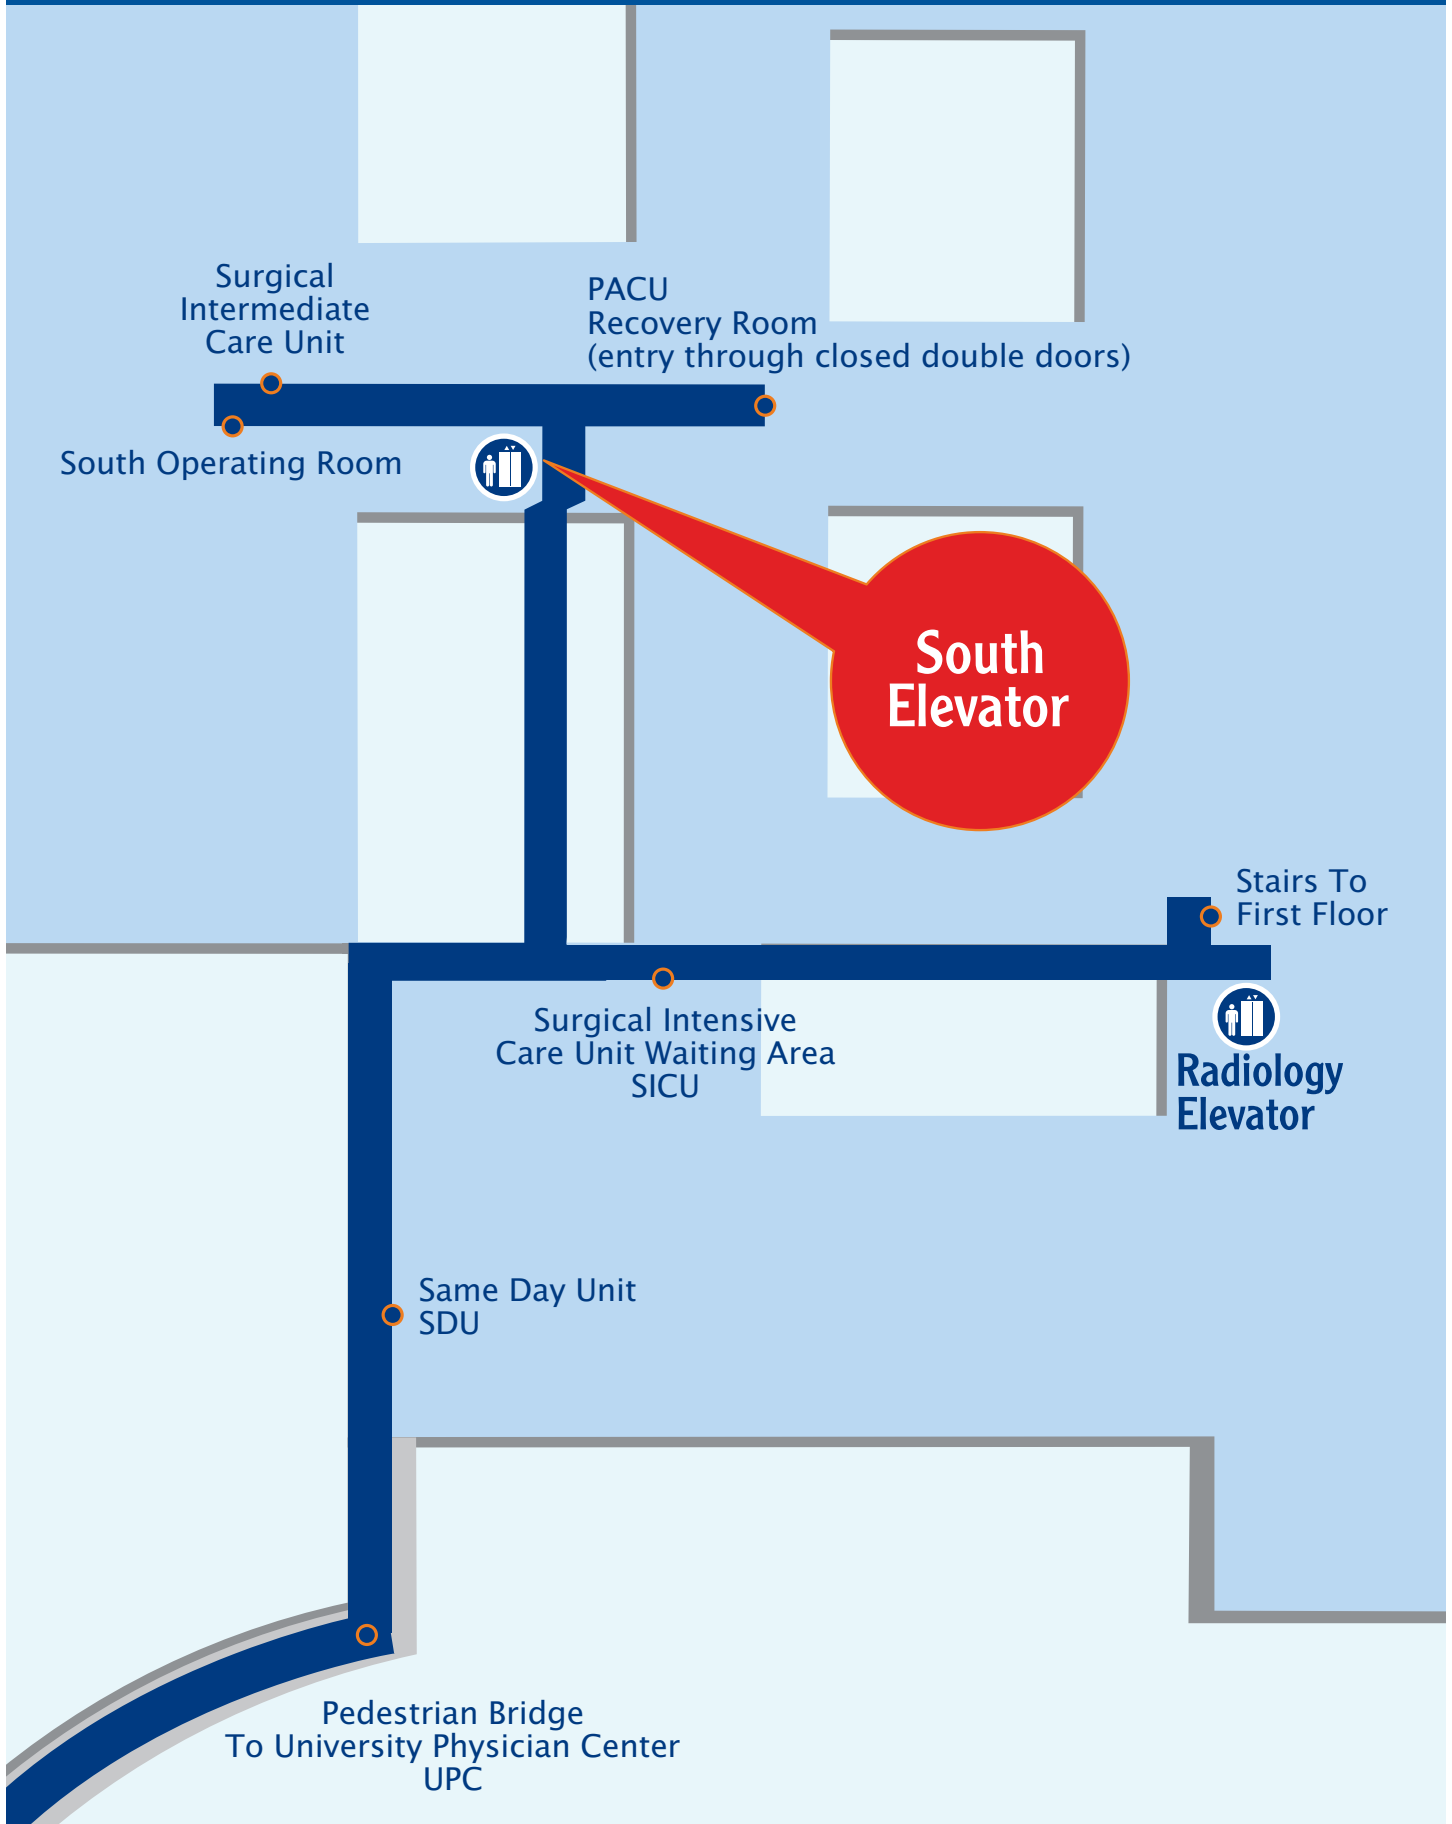 Surgical
Intermediate
Care Unit
PACU
Recovery Room
(entry through closed double doors)
South Operating Room
South
Elevator
Stairs To
First Floor
Surgical Intensive
Care Unit Waiting Area
SICU
Radiology
Elevator
Same Day Unit
SDU
Pedestrian Bridge
To University Physician Center
UPC